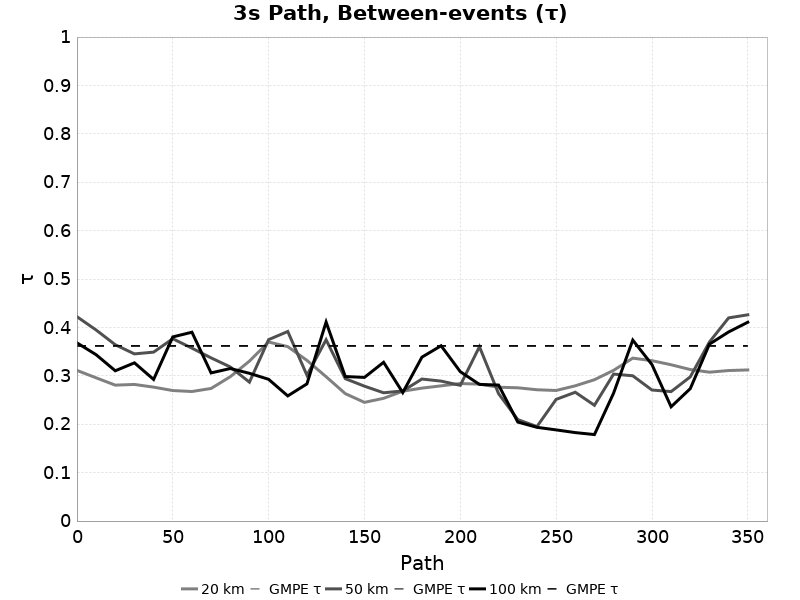 3s Path, Between-events (τ)
1
0.9
0.8
0.7
0.6
0.5
0.4
0.3
0.2
0.1
0
τ
0 50 100 150 200 250 300 350
Path
20 km GMPE τ 50 km GMPE τ 100 km GMPE τ